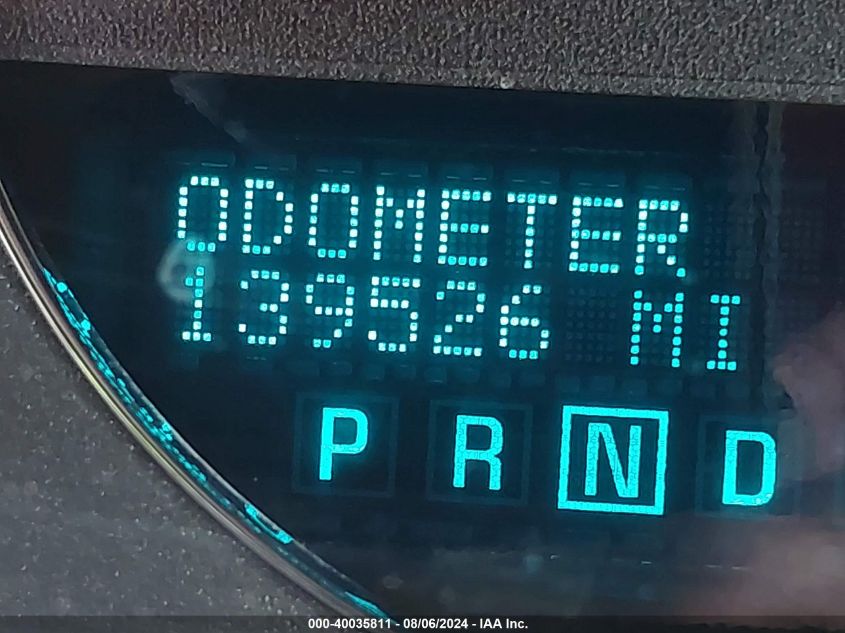 ODOMETER
139526 MI
P R N D
000-40035811 - 08/06/2024 - IAA Inc.